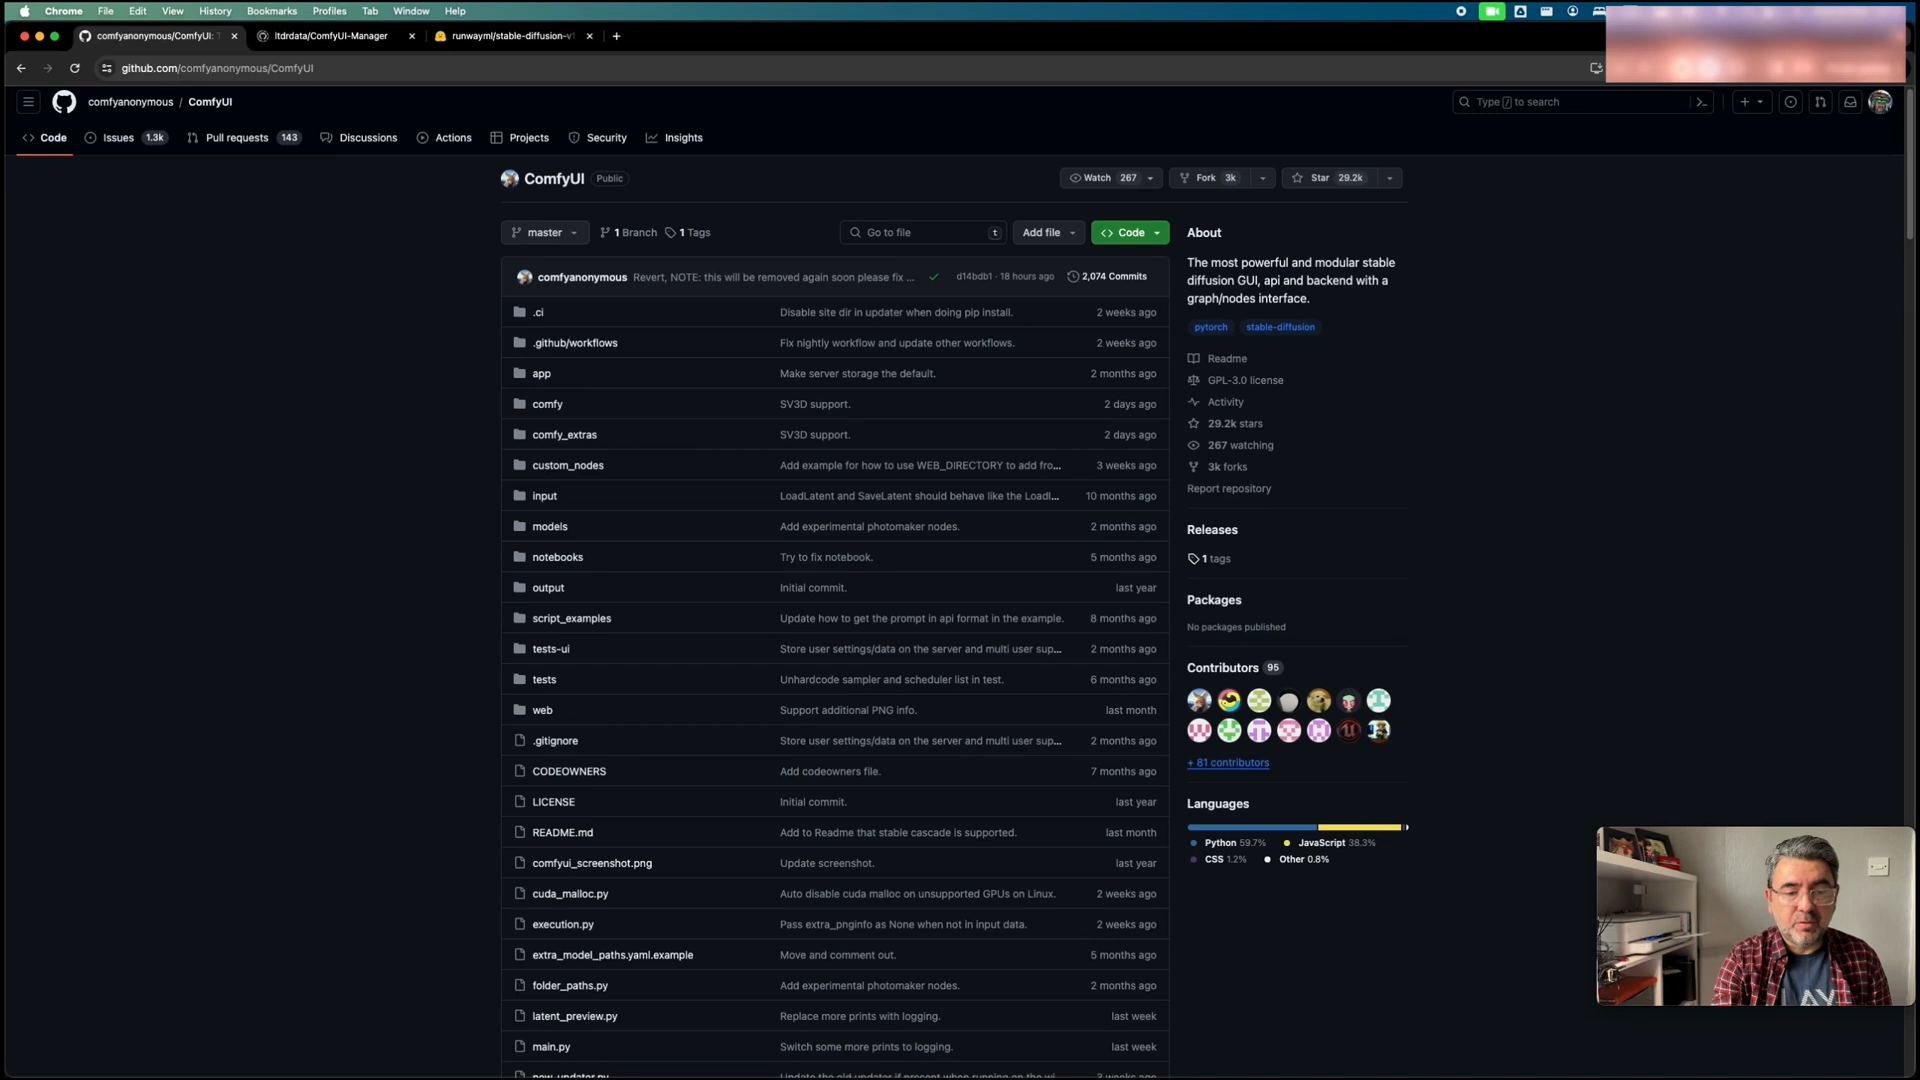 Chrome File Edit View History Bookmarks Profiles Tab Window Help
comfyanonymous/ComfyUI: ltdrdata/ComfyUI-Manager runwayml/stable-diffusion-v1
github.com/comfyanonymous/ComfyUI
comfyanonymous / ComfyUI Type / to search
Code Issues 1.3k Pull requests 143 Discussions Actions Projects Security Insights
ComfyUI Public Watch 267 Fork 3k Star 29.2k
master 1 Branch 1 Tags Go to file t Add file Code
comfyanonymous Revert, NOTE: this will be removed again soon please fix ... d14bdb1 · 18 hours ago 2,074 Commits
.ci Disable site dir in updater when doing pip install. 2 weeks ago
.github/workflows Fix nightly workflow and update other workflows. 2 weeks ago
app Make server storage the default. 2 months ago
comfy SV3D support. 2 days ago
comfy_extras SV3D support. 2 days ago
custom_nodes Add example for how to use WEB_DIRECTORY to add fro... 3 weeks ago
input LoadLatent and SaveLatent should behave like the LoadI... 10 months ago
models Add experimental photomaker nodes. 2 months ago
notebooks Try to fix notebook. 5 months ago
output Initial commit. last year
script_examples Update how to get the prompt in api format in the example. 8 months ago
tests-ui Store user settings/data on the server and multi user sup... 2 months ago
tests Unhardcode sampler and scheduler list in test. 6 months ago
web Support additional PNG info. last month
.gitignore Store user settings/data on the server and multi user sup... 2 months ago
CODEOWNERS Add codeowners file. 7 months ago
LICENSE Initial commit. last year
README.md Add to Readme that stable cascade is supported. last month
comfyui_screenshot.png Update screenshot. last year
cuda_malloc.py Auto disable cuda malloc on unsupported GPUs on Linux. 2 weeks ago
execution.py Pass extra_pnginfo as None when not in input data. 2 weeks ago
extra_model_paths.yaml.example Move and comment out. 5 months ago
folder_paths.py Add experimental photomaker nodes. 2 months ago
latent_preview.py Replace more prints with logging. last week
main.py Switch some more prints to logging. last week
new_updater.py Update the old updater if present when running on the wi... 3 weeks ago
About
The most powerful and modular stable
diffusion GUI, api and backend with a
graph/nodes interface.
pytorch stable-diffusion
Readme
GPL-3.0 license
Activity
29.2k stars
267 watching
3k forks
Report repository
Releases
1 tags
Packages
No packages published
Contributors 95
+ 81 contributors
Languages
Python 59.7% JavaScript 38.3%
CSS 1.2% Other 0.8%